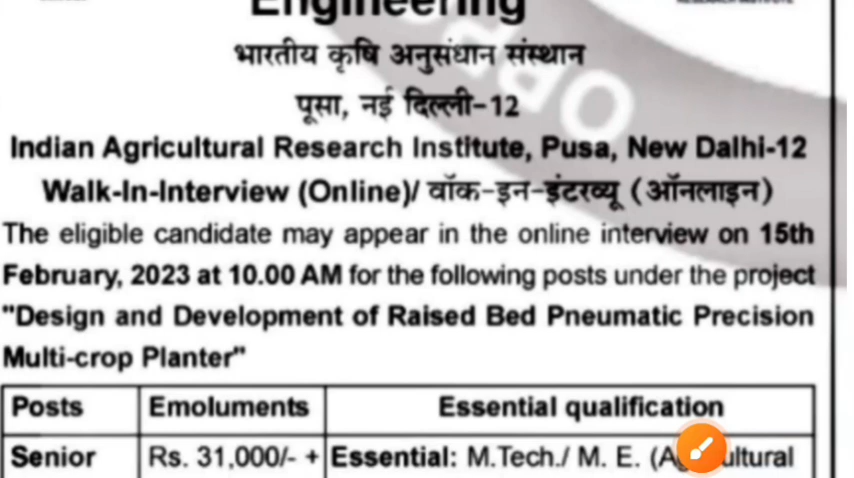 Engineering
भारतीय कृषि अनुसंधान संस्थान
पूसा, नई दिल्ली-12
Indian Agricultural Research Institute, Pusa, New Dalhi-12
Walk-In-Interview (Online)/ वॉक-इन-इंटरव्यू (ऑनलाइन)
The eligible candidate may appear in the online interview on 15th
February, 2023 at 10.00 AM for the following posts under the project
"Design and Development of Raised Bed Pneumatic Precision
Multi-crop Planter"
Posts Emoluments Essential qualification
Senior Rs. 31,000/- + Essential: M.Tech./ M. E.